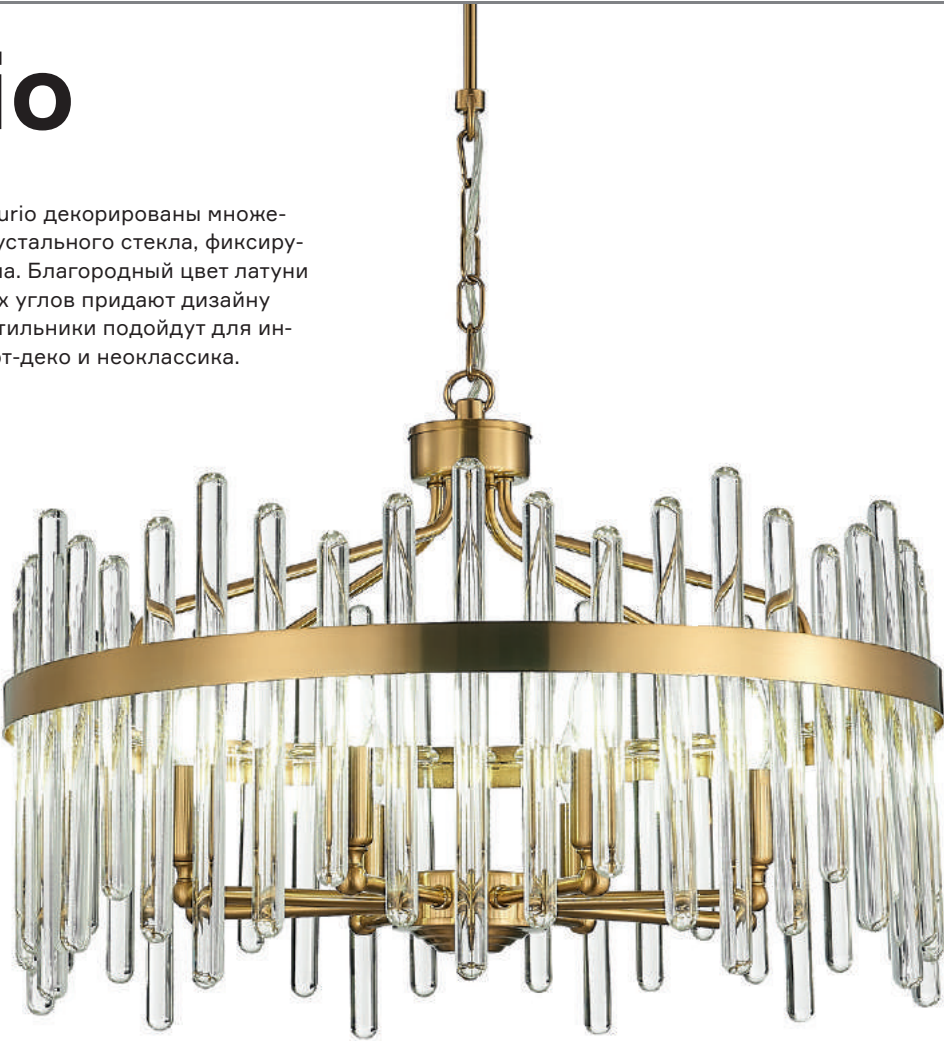 io
urio декорированы множе-
устального стекла, фиксиру-
на. Благородный цвет латуни
х углов придают дизайну
тильники подойдут для ин-
рт-деко и неоклассика.